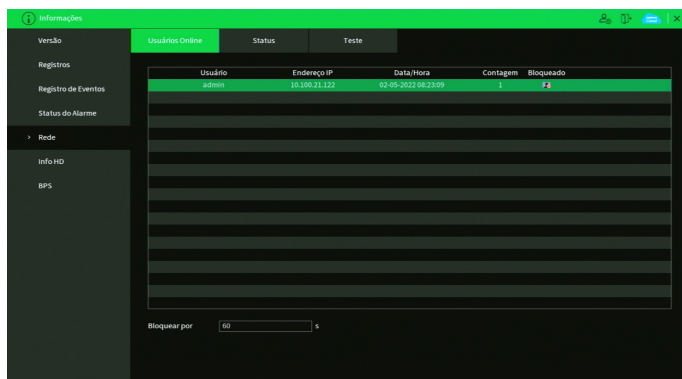 Informações
Versão
Registros
Registro de Eventos
Status do Alarme
> Rede
Info HD
BPS
Usuários Online Status Teste
Usuário Endereço IP Data/Hora Contagem Bloqueado
admin 10.100.21.122 02-05-2022 08:23:09 1
Bloquear por 60 s